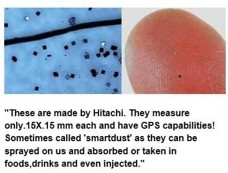 "These are made by Hitachi. They measure
only.15X.15 mm each and have GPS capabilities!
Sometimes called 'smartdust' as they can be
sprayed on us and absorbed or taken in
foods,drinks and even injected."